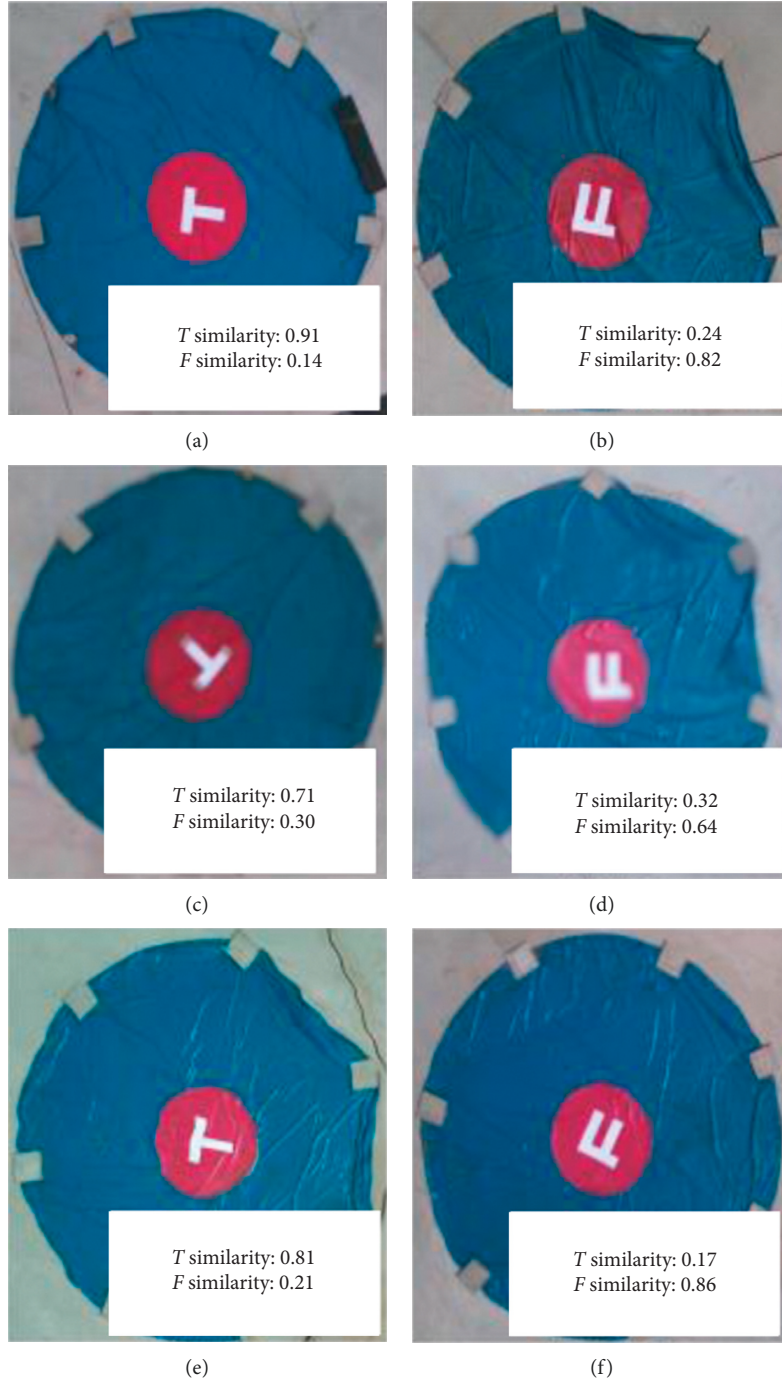 T
T similarity: 0.91
F similarity: 0.14
(a)
F
T similarity: 0.24
F similarity: 0.82
(b)
T
T similarity: 0.71
F similarity: 0.30
(c)
F
T similarity: 0.32
F similarity: 0.64
(d)
T
T similarity: 0.81
F similarity: 0.21
(e)
F
T similarity: 0.17
F similarity: 0.86
(f)